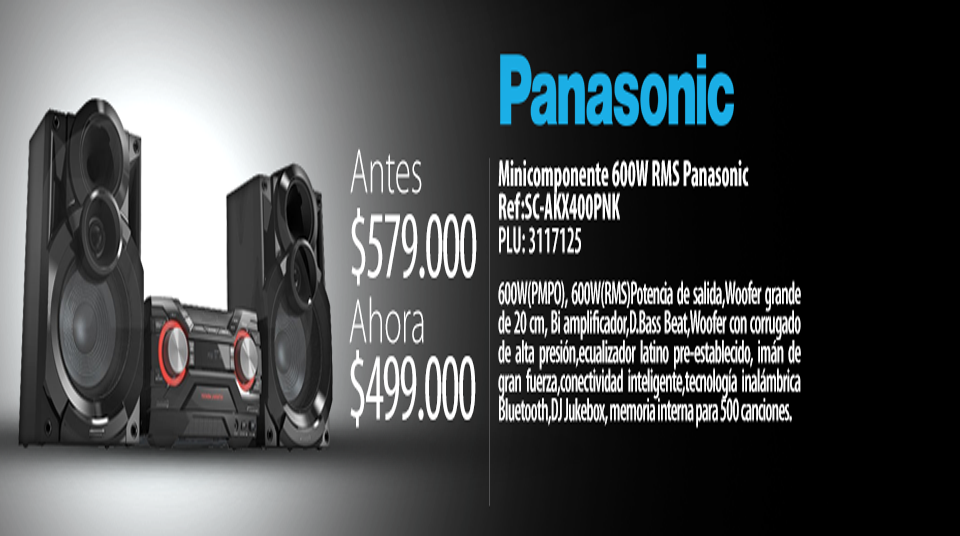 Panasonic
Antes
$579.000
Ahora
$499.000
Minicomponente 600W RMS Panasonic
Ref:SC-AKX400PNK
PLU: 3117125
600W(PMPO), 600W(RMS)Potencia de salida,Woofer grande
de 20 cm, Bi amplificador,D.Bass Beat,Woofer con corrugado
de alta presión,ecualizador latino pre-establecido, imán de
gran fuerza,conectividad inteligente,tecnología inalámbrica
Bluetooth,DJ Jukebox, memoria interna para 500 canciones.